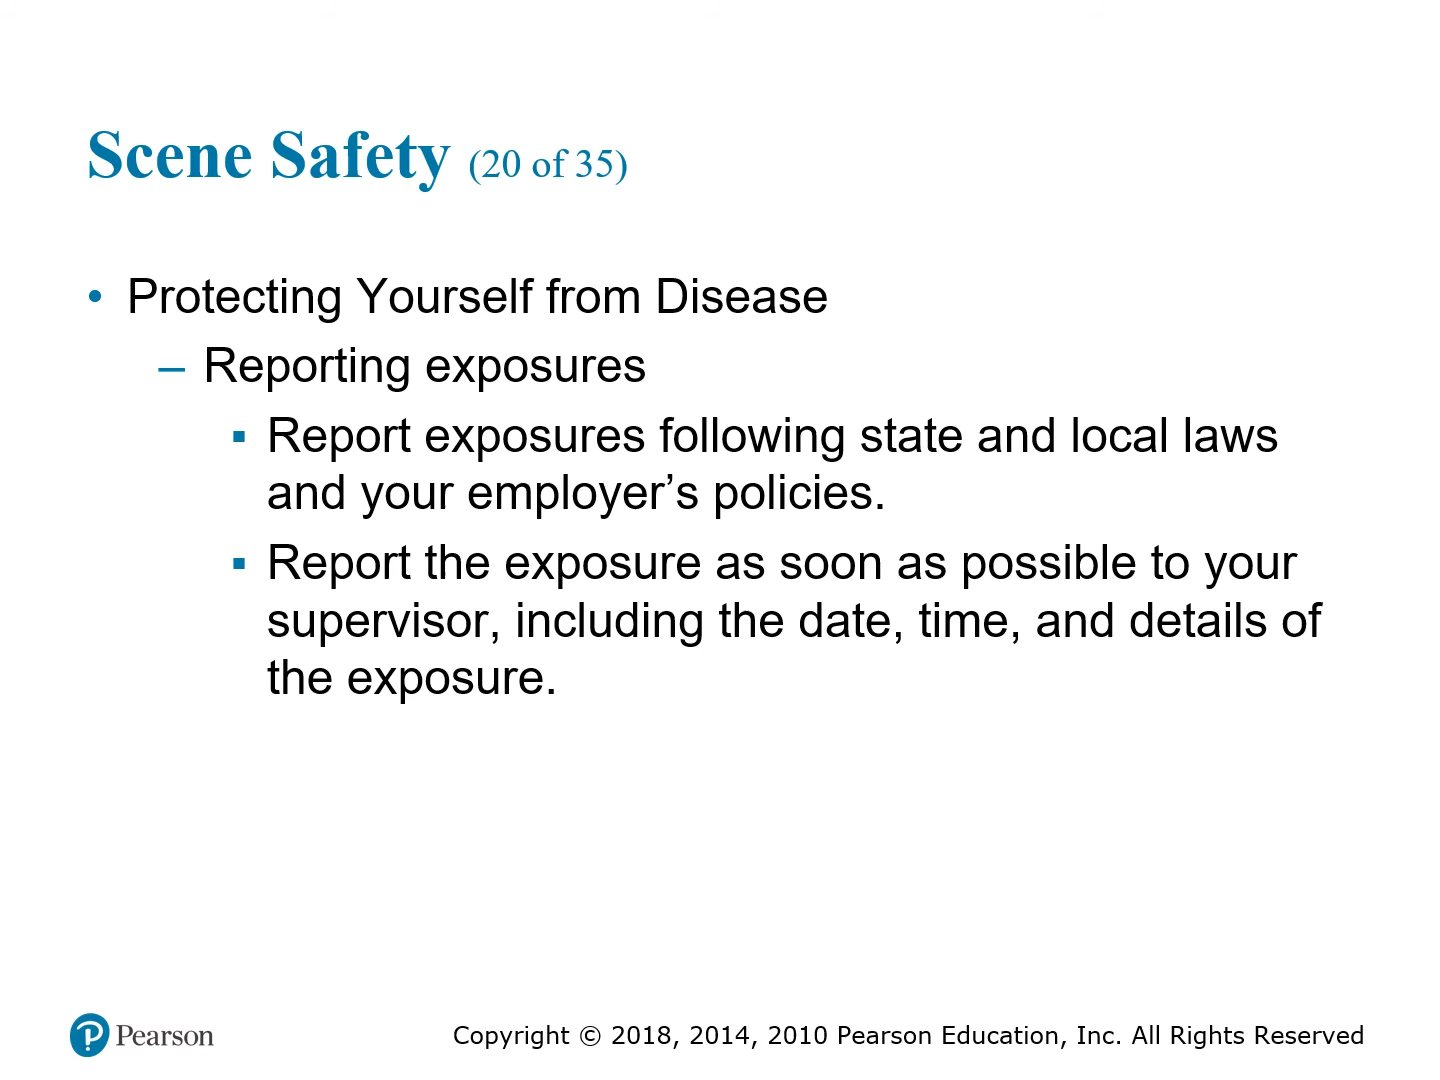 Scene Safety (20 of 35)
• Protecting Yourself from Disease
– Reporting exposures
▪ Report exposures following state and local laws
and your employer’s policies.
▪ Report the exposure as soon as possible to your
supervisor, including the date, time, and details of
the exposure.
Pearson
Copyright © 2018, 2014, 2010 Pearson Education, Inc. All Rights Reserved